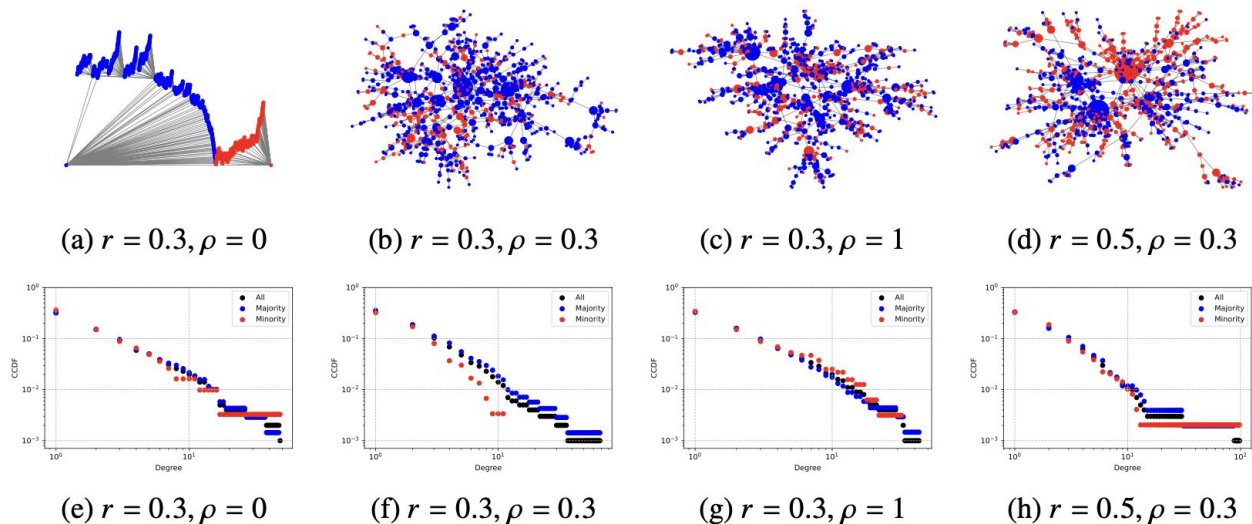 (a) r = 0.3, ρ = 0
(b) r = 0.3, ρ = 0.3
(c) r = 0.3, ρ = 1
(d) r = 0.5, ρ = 0.3
10⁰
10⁻¹
10⁻²
10⁻³
CCDF
All
Majority
Minority
10⁰
10¹
Degree
10⁰
10⁻¹
10⁻²
10⁻³
CCDF
All
Majority
Minority
10⁰
10¹
Degree
10⁰
10⁻¹
10⁻²
10⁻³
CCDF
All
Majority
Minority
10⁰
10¹
Degree
10⁰
10⁻¹
10⁻²
10⁻³
CCDF
All
Majority
Minority
10⁰
10¹
10²
Degree
(e) r = 0.3, ρ = 0
(f) r = 0.3, ρ = 0.3
(g) r = 0.3, ρ = 1
(h) r = 0.5, ρ = 0.3